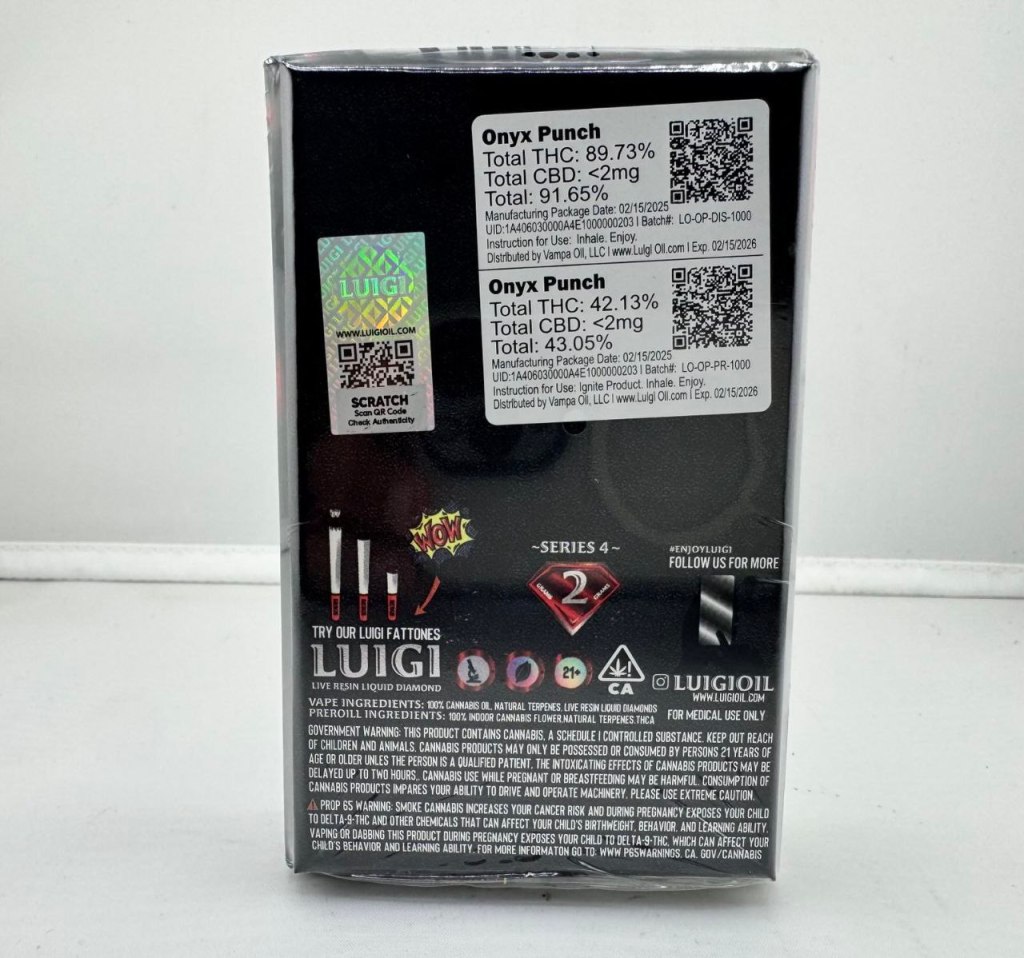 Onyx Punch
Total THC: 89.73%
Total CBD: <2mg
Total: 91.65%
Manufacturing Package Date: 02/15/2025
UID:1A406030000A4E1000000203 | Batch#: LO-OP-DIS-1000
Instruction for Use: Inhale. Enjoy.
Distributed by Vampa Oil, LLC | www.Luigi Oil.com | Exp. 02/15/2026
Onyx Punch
Total THC: 42.13%
Total CBD: <2mg
Total: 43.05%
Manufacturing Package Date: 02/15/2025
UID:1A406030000A4E1000000203 | Batch#: LO-OP-PR-1000
Instruction for Use: Ignite Product. Inhale. Enjoy.
Distributed by Vampa Oil, LLC | www.Luigi Oil.com | Exp. 02/15/2026
LUIGI
WWW.LUIGIOIL.COM
SCRATCH
Scan QR Code
Check Authenticity
WOW
TRY OUR LUIGI FATTONES
LUIGI
LIVE RESIN LIQUID DIAMOND
~SERIES 4~
2
GRAMS
GRAMS
#ENJOYLUIGI
FOLLOW US FOR MORE
21+
CA
LUIGIOIL
WWW.LUIGIOIL.COM
FOR MEDICAL USE ONLY
VAPE INGREDIENTS: 100% CANNABIS OIL, NATURAL TERPENES, LIVE RESIN LIQUID DIAMONDS
PREROILL INGREDIENTS: 100% INDOOR CANNABIS FLOWER,NATURAL TERPENES,THCA
GOVERNMENT WARNING: THIS PRODUCT CONTAINS CANNABIS, A SCHEDULE I CONTROLLED SUBSTANCE. KEEP OUT REACH
OF CHILDREN AND ANIMALS. CANNABIS PRODUCTS MAY ONLY BE POSSESSED OR CONSUMED BY PERSONS 21 YEARS OF
AGE OR OLDER UNLES THE PERSON IS A QUALIFIED PATIENT. THE INTOXICATING EFFECTS OF CANNABIS PRODUCTS MAY BE
DELAYED UP TO TWO HOURS,. CANNABIS USE WHILE PREGNANT OR BREASTFEEDING MAY BE HARMFUL. CONSUMPTION OF
CANNABIS PRODUCTS IMPARES YOUR ABILITY TO DRIVE AND OPERATE MACHINERY. PLEASE USE EXTREME CAUTION.
PROP 65 WARNING: SMOKE CANNABIS INCREASES YOUR CANCER RISK AND DURING PREGNANCY EXPOSES YOUR CHILD
TO DELTA-9-THC AND OTHER CHEMICALS THAT CAN AFFECT YOUR CHILD'S BIRTHWEIGHT, BEHAVIOR, AND LEARNING ABILITY.
VAPING OR DABBING THIS PRODUCT DURING PREGNANCY EXPOSES YOUR CHILD TO DELTA-9-THC, WHICH CAN AFFECT YOUR
CHILD'S BEHAVIOR AND LEARNING ABILITY. FOR MORE INFORMATON GO TO: WWW. P65WARNINGS. CA. GOV/CANNABIS